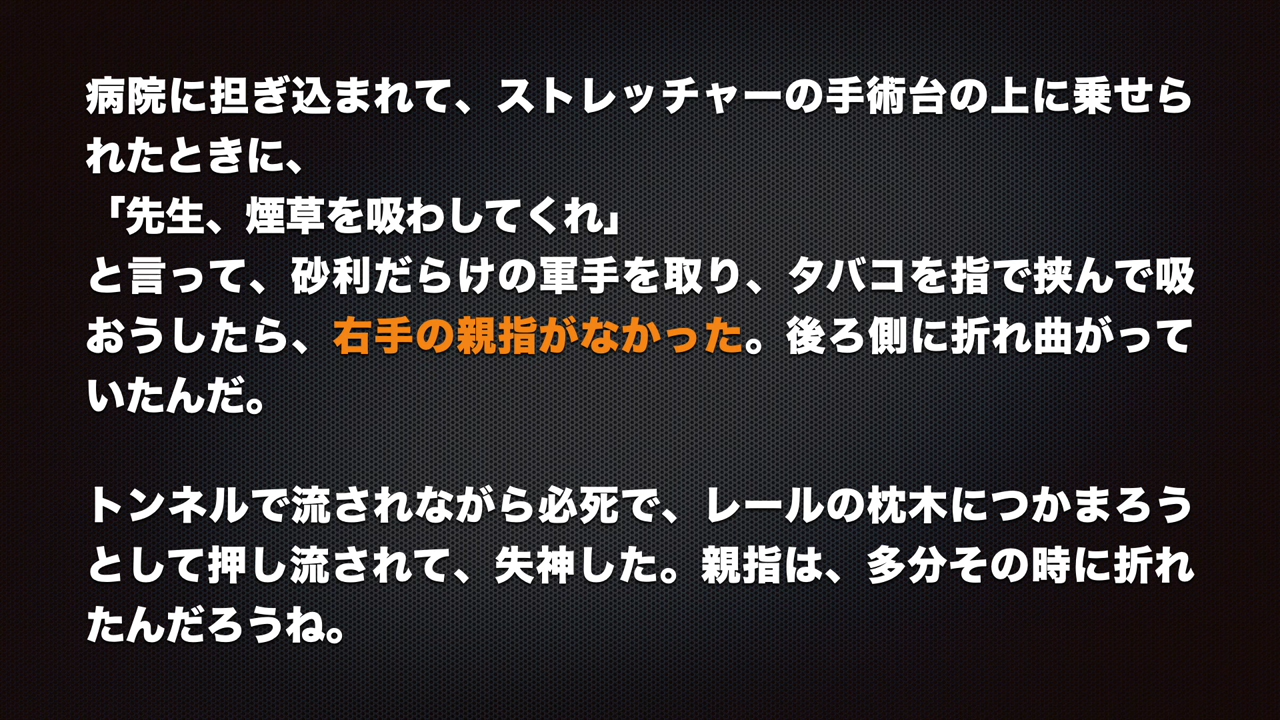 病院に担ぎ込まれて、ストレッチャーの手術台の上に乗せら
れたときに、
「先生、煙草を吸わしてくれ」
と言って、砂利だらけの軍手を取り、タバコを指で挟んで吸
おうしたら、右手の親指がなかった。後ろ側に折れ曲がって
いたんだ。
トンネルで流されながら必死で、レールの枕木につかまろう
として押し流されて、失神した。親指は、多分その時に折れ
たんだろうね。